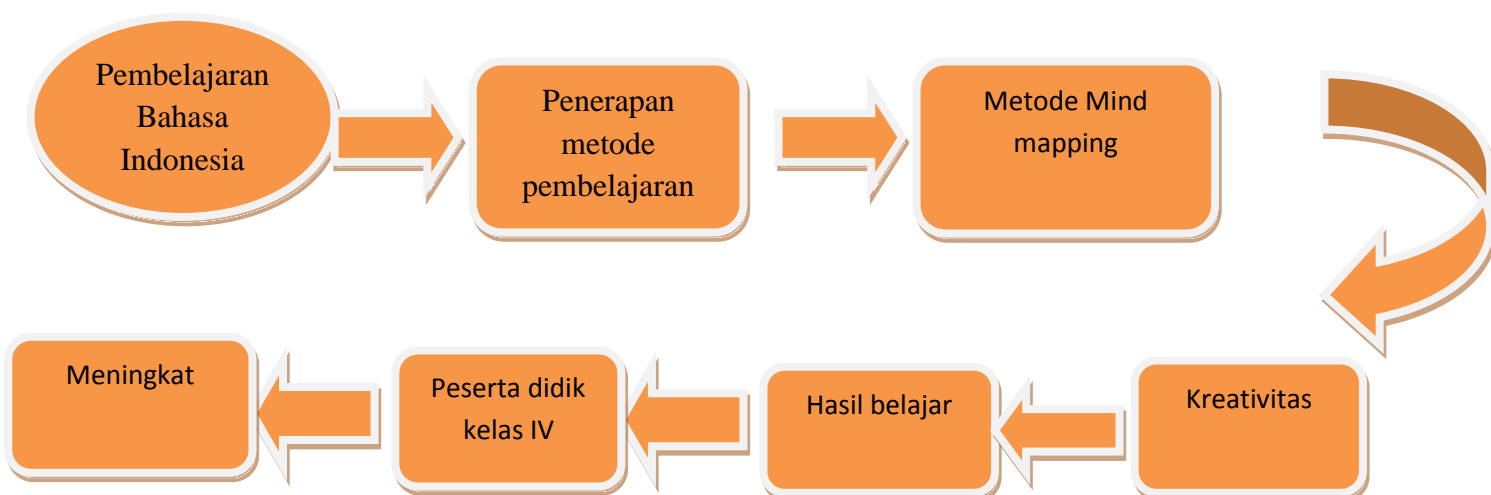 Pembelajaran
Bahasa
Indonesia
Penerapan
metode
pembelajaran
Metode Mind
mapping
Kreativitas
Hasil belajar
Peserta didik
kelas IV
Meningkat